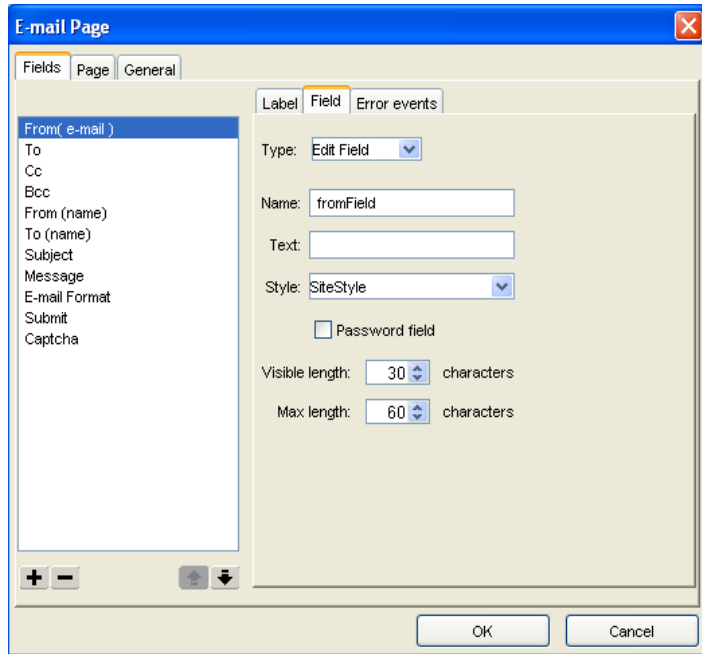 E-mail Page
Fields Page General
Label Field Error events
From( e-mail )
To
Cc
Bcc
From (name)
To (name)
Subject
Message
E-mail Format
Submit
Captcha
Type: Edit Field
Name: fromField
Text:
Style: SiteStyle
Password field
Visible length: 30 characters
Max length: 60 characters
OK Cancel